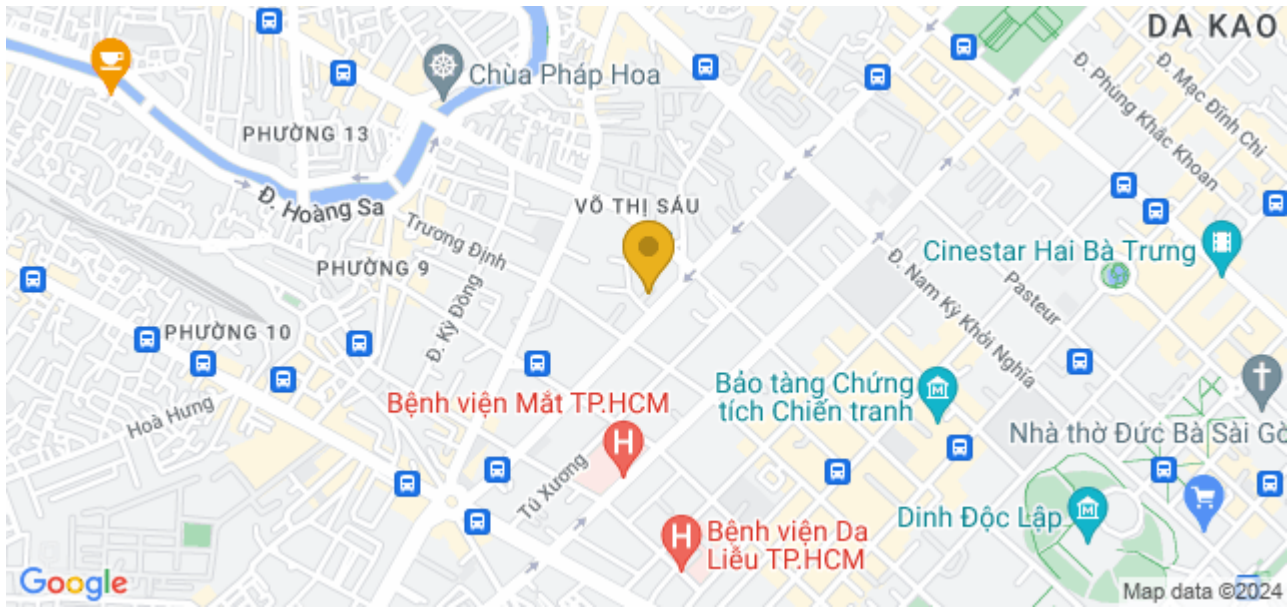 DA KAO
Đ. Mạc Đĩnh Chi
Đ. Phùng Khắc Khoan
Chùa Pháp Hoa
PHƯỜNG 13
Đ. Hoàng Sa
VÕ THỊ SÁU
Trương Định
PHƯỜNG 9
Cinestar Hai Bà Trưng
Đ. Nam Kỳ Khởi Nghĩa
Pasteur
Đ. Kỳ Đồng
PHƯỜNG 10
Hoà Hưng
Bệnh viện Mắt TP.HCM
H
Bảo tàng Chứng
tích Chiến tranh
M
Nhà thờ Đức Bà Sài Gò
Tú Xương
Dinh Độc Lập
M
H
Bệnh viện Da
Liễu TP.HCM
Google
Map data ©2024